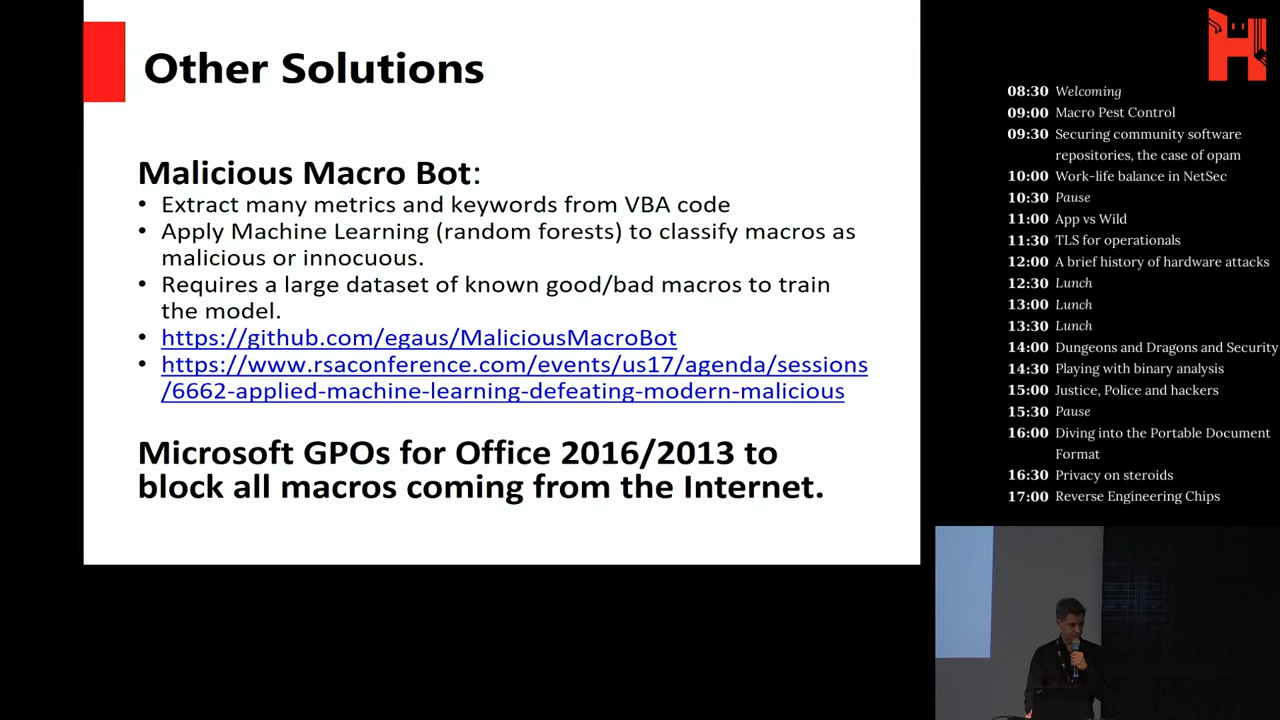 Other Solutions
Malicious Macro Bot:
• Extract many metrics and keywords from VBA code
• Apply Machine Learning (random forests) to classify macros as
malicious or innocuous.
• Requires a large dataset of known good/bad macros to train
the model.
• https://github.com/egaus/MaliciousMacroBot
• https://www.rsaconference.com/events/us17/agenda/sessions
/6662-applied-machine-learning-defeating-modern-malicious
Microsoft GPOs for Office 2016/2013 to
block all macros coming from the Internet.
08:30 Welcoming
09:00 Macro Pest Control
09:30 Securing community software
repositories, the case of opam
10:00 Work-life balance in NetSec
10:30 Pause
11:00 App vs Wild
11:30 TLS for operationals
12:00 A brief history of hardware attacks
12:30 Lunch
13:00 Lunch
13:30 Lunch
14:00 Dungeons and Dragons and Security
14:30 Playing with binary analysis
15:00 Justice, Police and hackers
15:30 Pause
16:00 Diving into the Portable Document
Format
16:30 Privacy on steroids
17:00 Reverse Engineering Chips